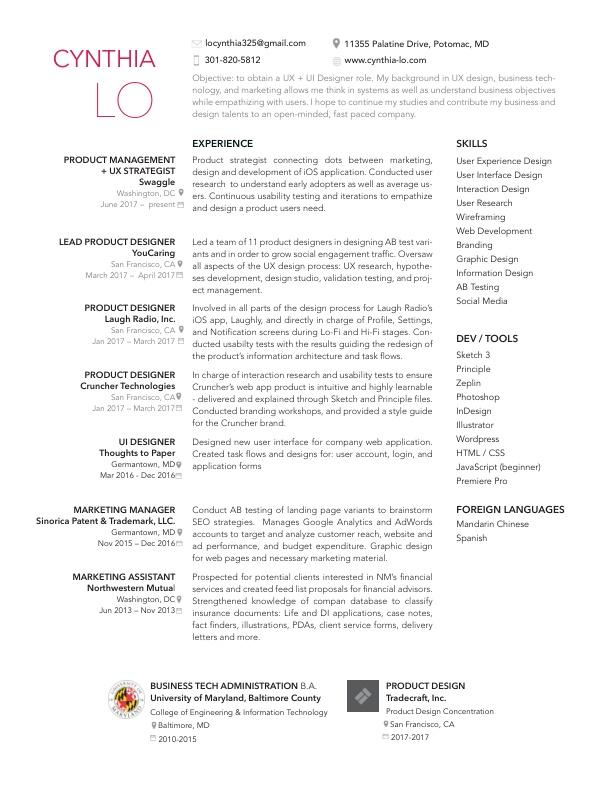 CYNTHIA
LO
locynthia325@gmail.com
11355 Palatine Drive, Potomac, MD
301-820-5812
www.cynthia-lo.com
Objective: to obtain a UX + UI Designer role. My background in UX design, business tech-
nology, and marketing allows me think in systems as well as understand business objectives
while empathizing with users. I hope to continue my studies and contribute my business and
design talents to an open-minded, fast paced company.
EXPERIENCE
PRODUCT MANAGEMENT
+ UX STRATEGIST
Swaggle
Washington, DC
June 2017 – present
Product strategist connecting dots between marketing,
design and development of iOS application. Conducted user
research to understand early adopters as well as average us-
ers. Continuous usability testing and iterations to empathize
and design a product users need.
LEAD PRODUCT DESIGNER
YouCaring
San Francisco, CA
March 2017 – April 2017
Led a team of 11 product designers in designing AB test vari-
ants and in order to grow social engagement traffic. Oversaw
all aspects of the UX design process: UX research, hypothe-
ses development, design studio, validation testing, and proj-
ect management.
PRODUCT DESIGNER
Laugh Radio, Inc.
San Francisco, CA
Jan 2017 – March 2017
Involved in all parts of the design process for Laugh Radio's
iOS app, Laughly, and directly in charge of Profile, Settings,
and Notification screens during Lo-Fi and Hi-Fi stages. Con-
ducted usabilty tests with the results guiding the redesign of
the product's information architecture and task flows.
PRODUCT DESIGNER
Cruncher Technologies
San Francisco, CA
Jan 2017 – March 2017
In charge of interaction research and usability tests to ensure
Cruncher's web app product is intuitive and highly learnable
- delivered and explained through Sketch and Principle files.
Conducted branding workshops, and provided a style guide
for the Cruncher brand.
UI DESIGNER
Thoughts to Paper
Germantown, MD
Mar 2016 - Dec 2016
Designed new user interface for company web application.
Created task flows and designs for: user account, login, and
application forms
MARKETING MANAGER
Sinorica Patent & Trademark, LLC.
Germantown, MD
Nov 2015 – Dec 2016
Conduct AB testing of landing page variants to brainstorm
SEO strategies. Manages Google Analytics and AdWords
accounts to target and analyze customer reach, website and
ad performance, and budget expenditure. Graphic design
for web pages and necessary marketing material.
MARKETING ASSISTANT
Northwestern Mutual
Washington, DC
Jun 2013 – Nov 2013
Prospected for potential clients interested in NM's financial
services and created feed list proposals for financial advisors.
Strengthened knowledge of compan database to classify
insurance documents: Life and DI applications, case notes,
fact finders, illustrations, PDAs, client service forms, delivery
letters and more.
SKILLS
User Experience Design
User Interface Design
Interaction Design
User Research
Wireframing
Web Development
Branding
Graphic Design
Information Design
AB Testing
Social Media
DEV / TOOLS
Sketch 3
Principle
Zeplin
Photoshop
InDesign
Illustrator
Wordpress
HTML / CSS
JavaScript (beginner)
Premiere Pro
FOREIGN LANGUAGES
Mandarin Chinese
Spanish
BUSINESS TECH ADMINISTRATION B.A.
University of Maryland, Baltimore County
College of Engineering & Information Technology
Baltimore, MD
2010-2015
PRODUCT DESIGN
Tradecraft, Inc.
Product Design Concentration
San Francisco, CA
2017-2017